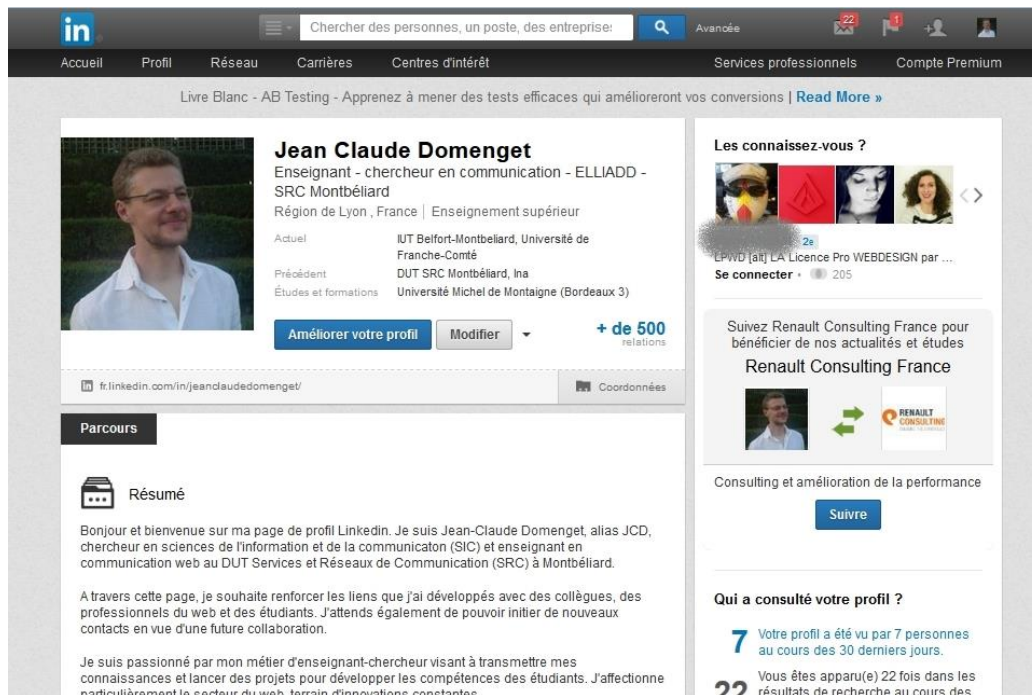 in
Chercher des personnes, un poste, des entreprise:
Avancée
22
1
Accueil Profil Réseau Carrières Centres d'intérêt Services professionnels Compte Premium
Livre Blanc - AB Testing - Apprenez à mener des tests efficaces qui amélioreront vos conversions | Read More »
Jean Claude Domenget
Enseignant - chercheur en communication - ELLIADD -
SRC Montbéliard
Région de Lyon , France | Enseignement supérieur
Actuel IUT Belfort-Montbeliard, Université de
Franche-Comté
Précédent DUT SRC Montbéliard, Ina
Études et formations Université Michel de Montaigne (Bordeaux 3)
Améliorer votre profil Modifier
+ de 500
relations
fr.linkedin.com/in/jeanclaudedomenget/
Coordonnées
Parcours
Résumé
Bonjour et bienvenue sur ma page de profil Linkedin. Je suis Jean-Claude Domenget, alias JCD,
chercheur en sciences de l'information et de la communicaton (SIC) et enseignant en
communication web au DUT Services et Réseaux de Communication (SRC) à Montbéliard.
A travers cette page, je souhaite renforcer les liens que j'ai développés avec des collègues, des
professionnels du web et des étudiants. J'attends également de pouvoir initier de nouveaux
contacts en vue d'une future collaboration.
Je suis passionné par mon métier d'enseignant-chercheur visant à transmettre mes
connaissances et lancer des projets pour développer les compétences des étudiants. J'affectionne
particulièrement le secteur du web, terrain d'innovations constantes.
Les connaissez-vous ?
2e
LPWD [ait] LA Licence Pro WEBDESIGN par ...
Se connecter • 205
Suivez Renault Consulting France pour
bénéficier de nos actualités et études
Renault Consulting France
RENAULT
CONSULTING
Consulting et amélioration de la performance
Suivre
Qui a consulté votre profil ?
7 Votre profil a été vu par 7 personnes
au cours des 30 derniers jours.
22 Vous êtes apparu(e) 22 fois dans les
résultats de recherche au cours des